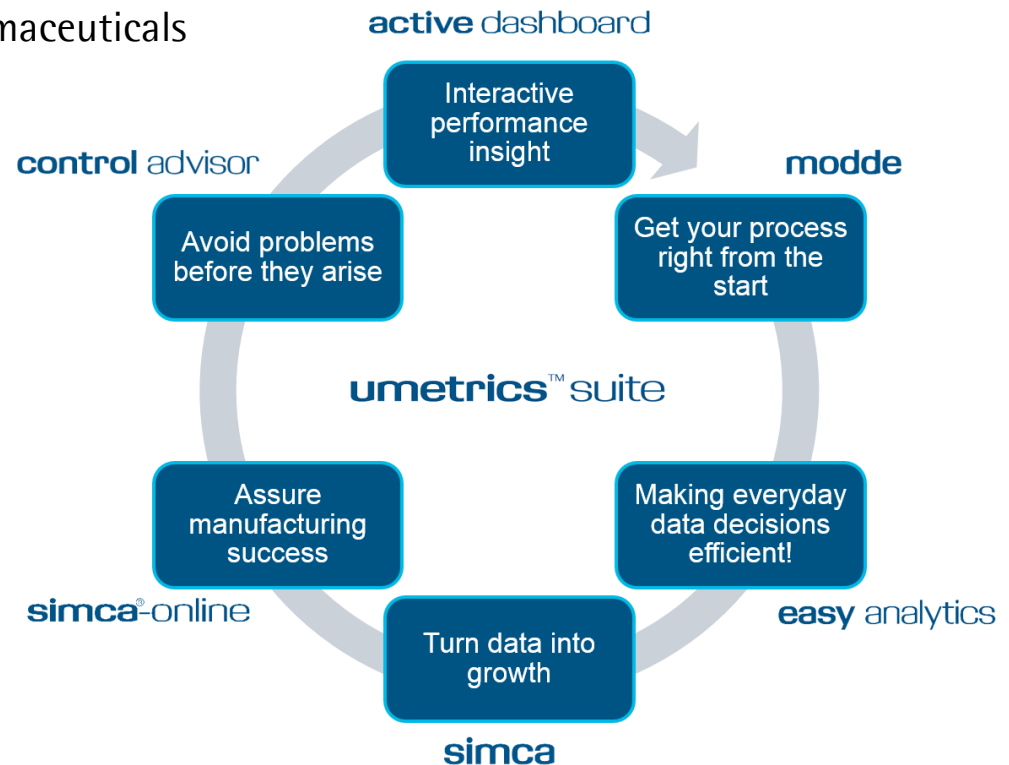 maceuticals
active dashboard
Interactive
performance
insight
control advisor
modde
Avoid problems
before they arise
Get your process
right from the
start
umetrics™ suite
Assure
manufacturing
success
Making everyday
data decisions
efficient!
simca®-online
easy analytics
Turn data into
growth
simca